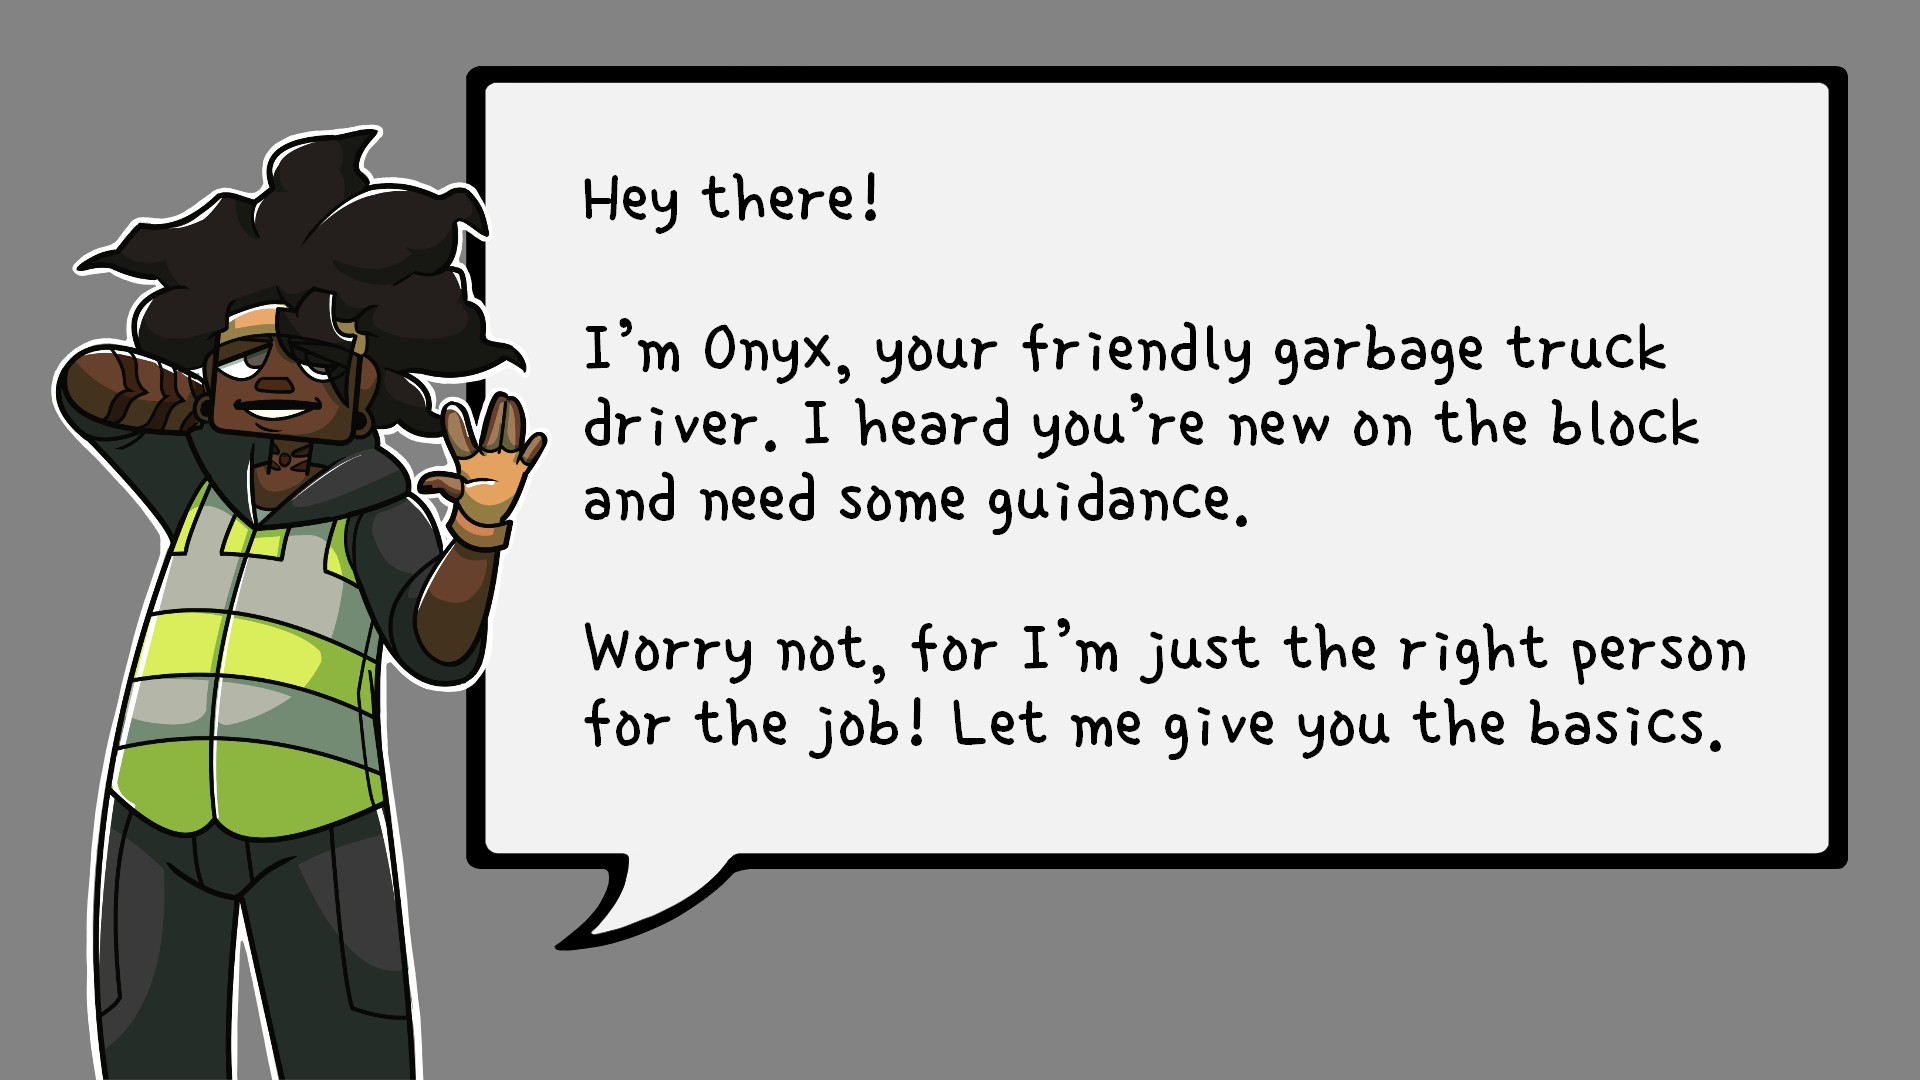 Hey there!
I'm Onyx, your friendly garbage truck
driver. I heard you're new on the block
and need some guidance.
Worry not, for I'm just the right person
for the job! Let me give you the basics.